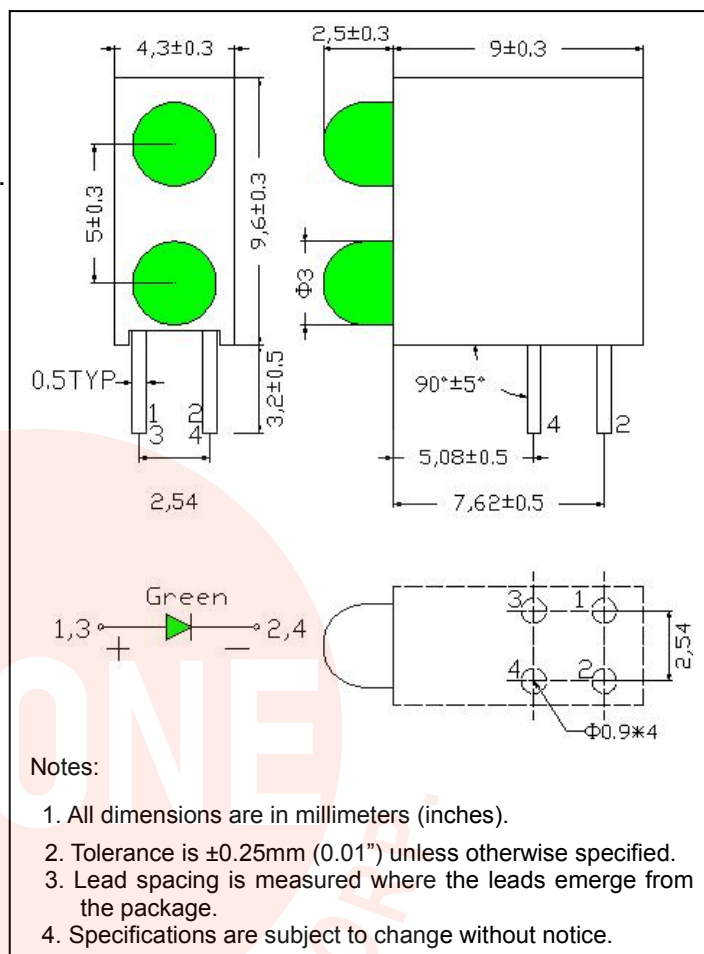 4,3±0.3
2,5±0.3
9±0.3
5±0.3
9,6±0.3
Φ3
0.5TYP
1
2
3
4
3,2±0.5
2,54
90°±5°
4
2
5,08±0.5
7,62±0.5
Green
1,3
2,4
+
−
3
1
4
2
2,54
Φ0.9*4
ONE
ORP.
Notes:
1. All dimensions are in millimeters (inches).
2. Tolerance is ±0.25mm (0.01”) unless otherwise specified.
3. Lead spacing is measured where the leads emerge from
the package.
4. Specifications are subject to change without notice.